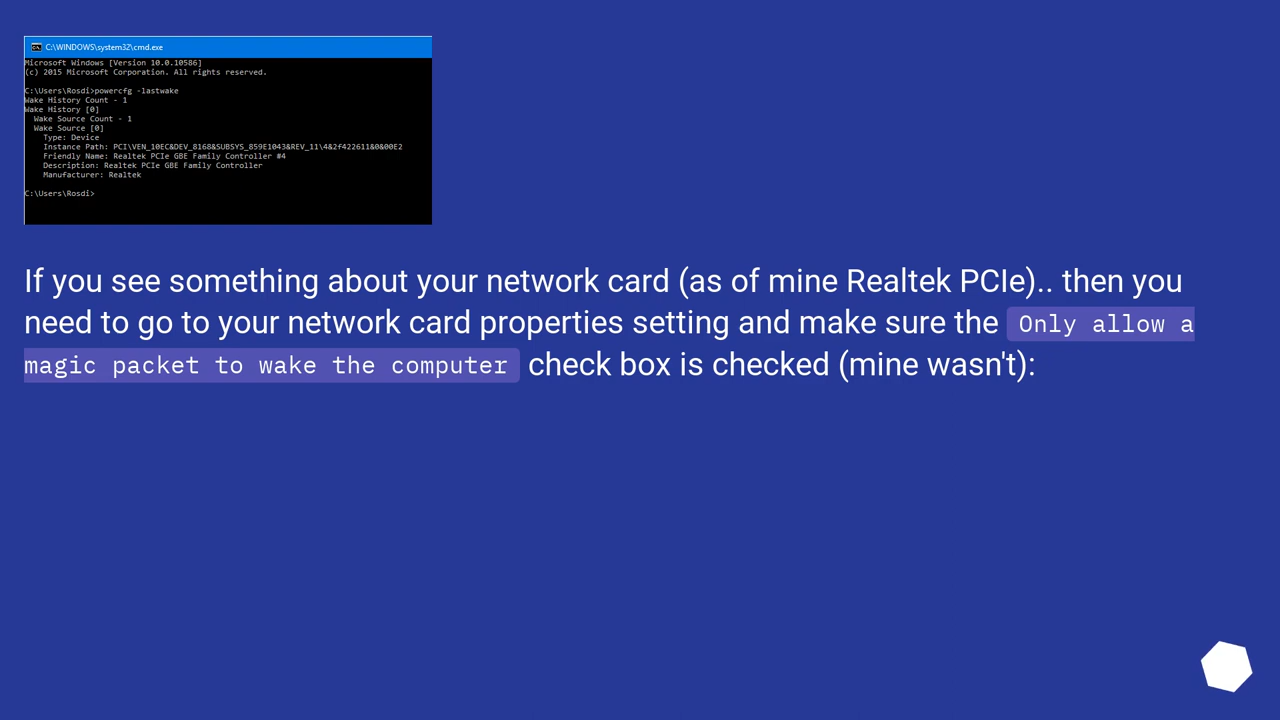 C:\WINDOWS\system32\cmd.exe
Microsoft Windows [Version 10.0.10586]
(c) 2015 Microsoft Corporation. All rights reserved.
C:\Users\Rosdi>powercfg -lastwake
Wake History Count - 1
Wake History [0]
Wake Source Count - 1
Wake Source [0]
Type: Device
Instance Path: PCI\VEN_10EC&DEV_8168&SUBSYS_859E1043&REV_11\4&2f422611&0&00E2
Friendly Name: Realtek PCIe GBE Family Controller #4
Description: Realtek PCIe GBE Family Controller
Manufacturer: Realtek
C:\Users\Rosdi>
If you see something about your network card (as of mine Realtek PCIe).. then you
need to go to your network card properties setting and make sure the Only allow a
magic packet to wake the computer check box is checked (mine wasn't):